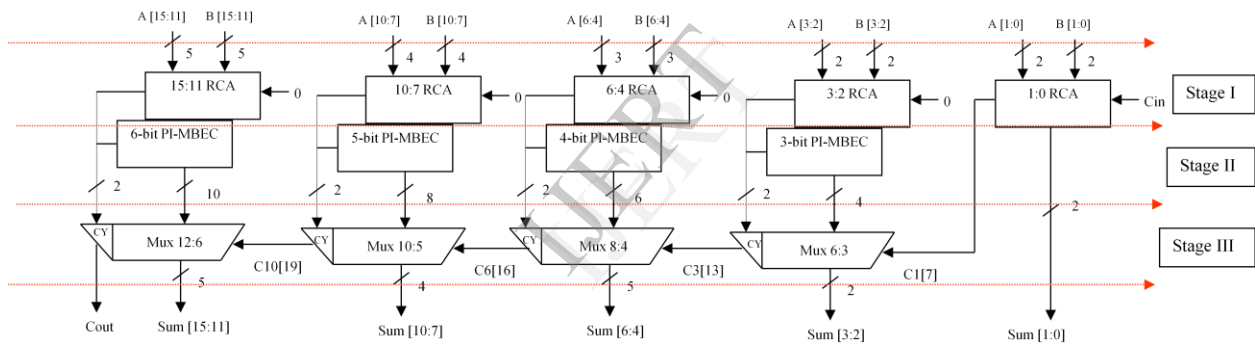 A [15:11] B [15:11] A [10:7] B [10:7] A [6:4] B [6:4] A [3:2] B [3:2] A [1:0] B [1:0]
5 5 4 4 3 3 2 2 2 2
15:11 RCA 0 10:7 RCA 0 6:4 RCA 0 3:2 RCA 0 1:0 RCA Cin Stage I
6-bit PI-MBEC 5-bit PI-MBEC 4-bit PI-MBEC 3-bit PI-MBEC
Stage II
2 10 2 8 2 6 2 4 2
CY Mux 12:6 CY Mux 10:5 CY Mux 8:4 CY Mux 6:3 Stage III
C10[19] C6[16] C3[13] C1[7]
5 4 5 2
Cout Sum [15:11] Sum [10:7] Sum [6:4] Sum [3:2] Sum [1:0]
IJERT